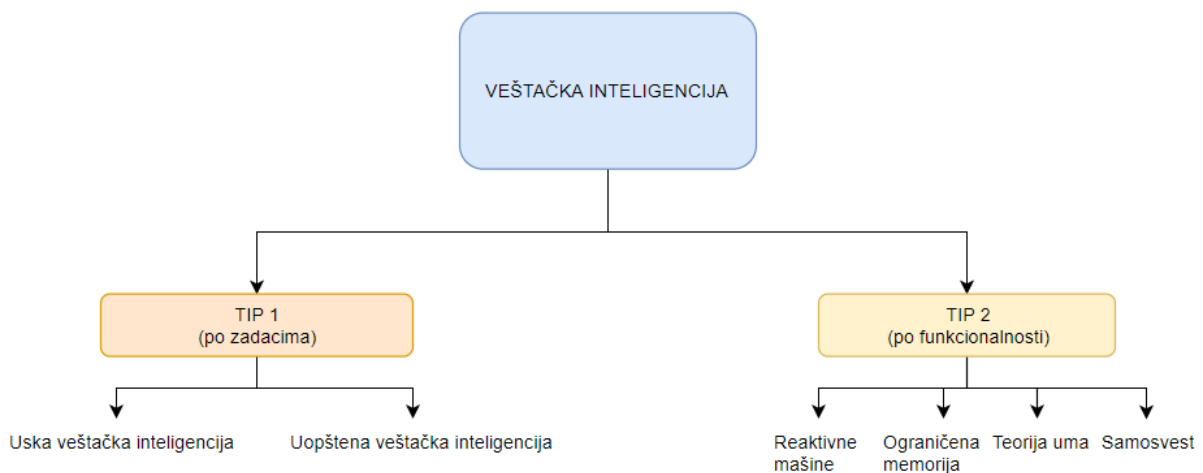 VEŠTAČKA INTELIGENCIJA
TIP 1
(po zadacima)
TIP 2
(po funkcionalnosti)
Uska veštačka inteligencija
Uopštena veštačka inteligencija
Reaktivne
mašine
Ograničena
memorija
Teorija uma
Samosvest